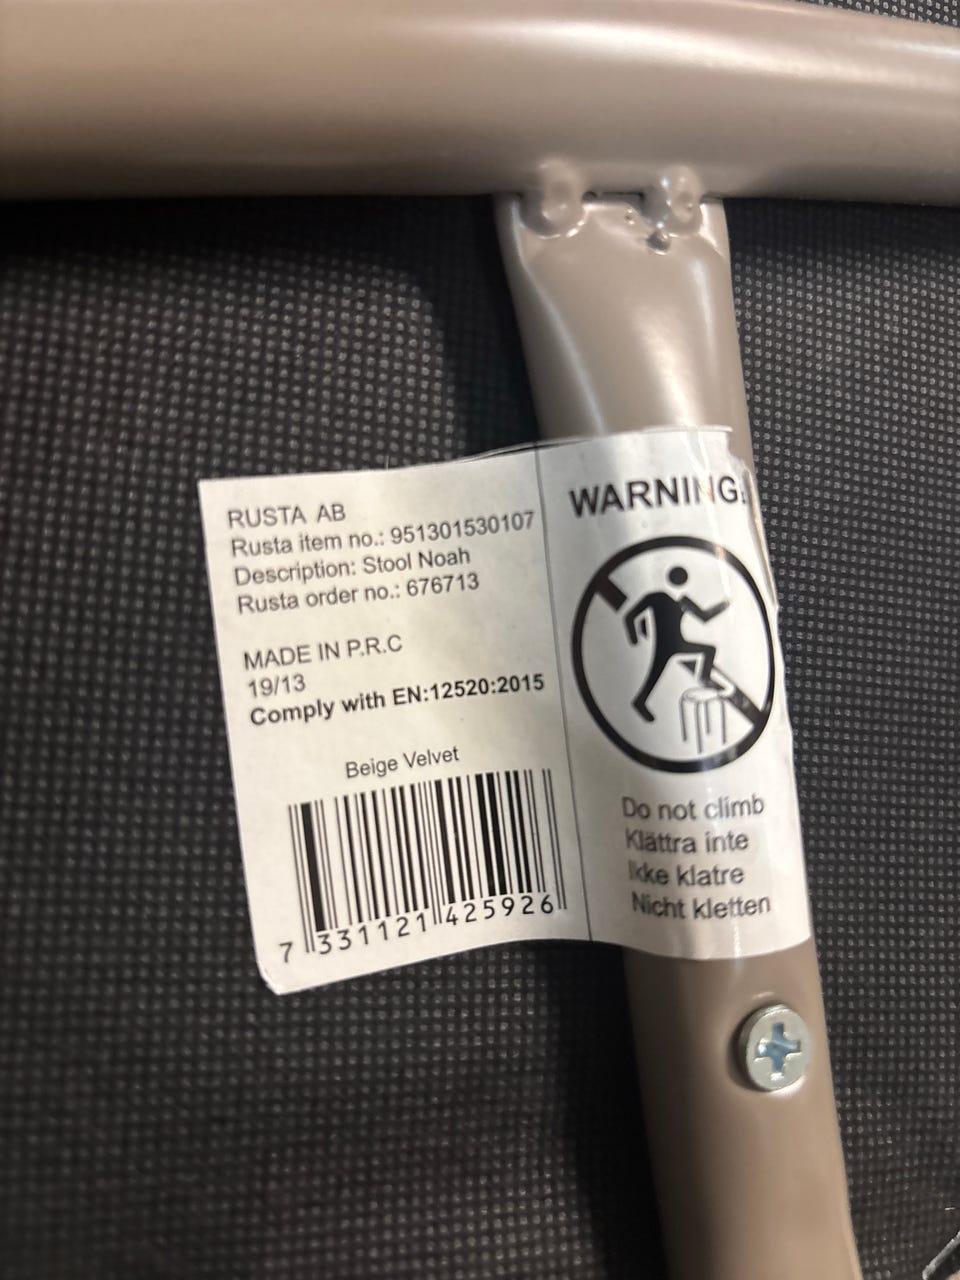 RUSTA AB
Rusta item no.: 951301530107
Description: Stool Noah
Rusta order no.: 676713
MADE IN P.R.C
19/13
Comply with EN:12520:2015
Beige Velvet
7 331121 425926
WARNING:
Do not climb
Klättra inte
Ikke klatre
Nicht kletten